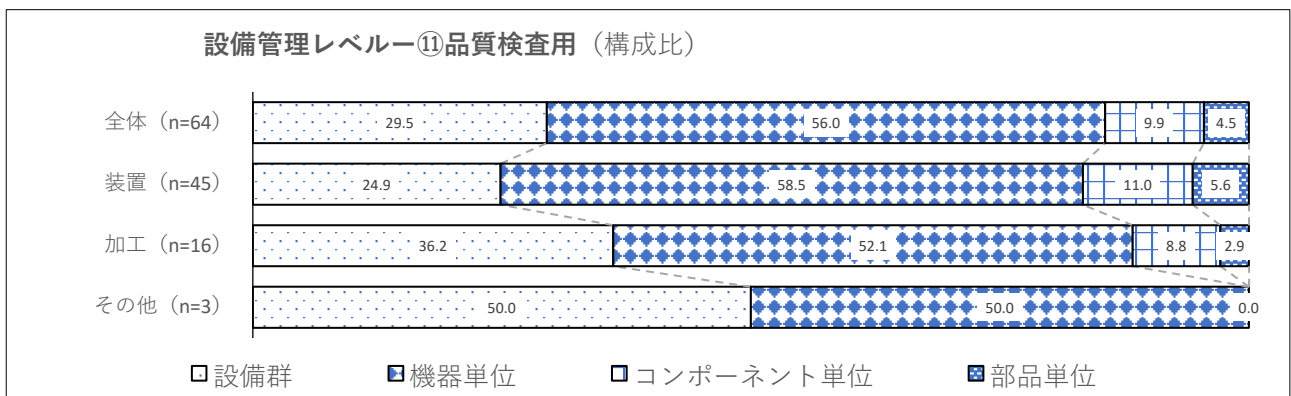 設備管理レベルー⑪品質検査用（構成比）
全体（n=64） 29.5 56.0 9.9 4.5
装置（n=45） 24.9 58.5 11.0 5.6
加工（n=16） 36.2 52.1 8.8 2.9
その他（n=3） 50.0 50.0 0.0
設備群 機器単位 コンポーネント単位 部品単位